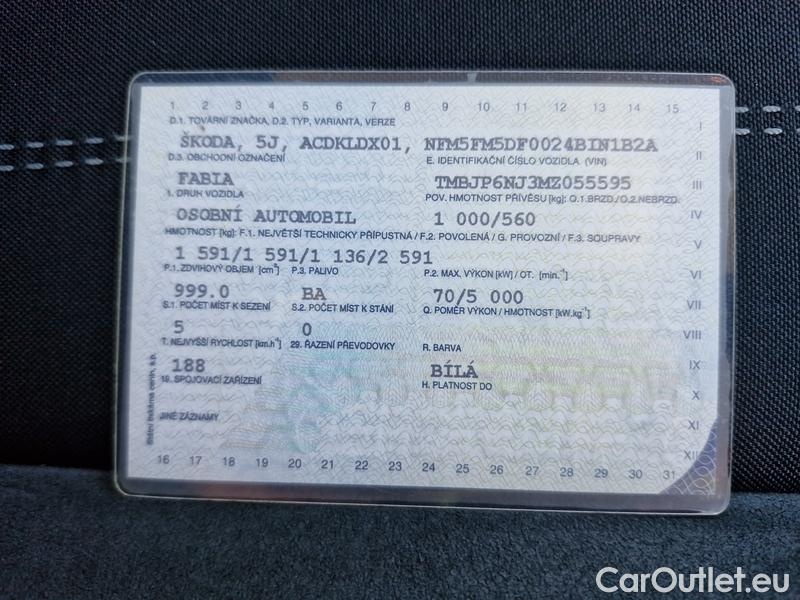 1 2 3 4 5 6 7 8 9 10 11 12 13 14 15
D.1. TOVÁRNÍ ZNAČKA, D.2. TYP, VARIANTA, VERZE I
ŠKODA, 5J, ACDKLDX01, NFM5FM5DF0024BIN1B2A
D.3. OBCHODNÍ OZNAČENÍ E. IDENTIFIKAČNÍ ČÍSLO VOZIDLA (VIN) II
FABIA TMBJP6NJ3MZ055595 III
1. DRUH VOZIDLA POV. HMOTNOST PŘÍVĚSU [kg]: O.1.BRZD./O.2.NEBRZD.
OSOBNÍ AUTOMOBIL 1 000/560 IV
HMOTNOST [kg]: F.1. NEJVĚTŠÍ TECHNICKY PŘÍPUSTNÁ / F.2. POVOLENÁ / G. PROVOZNÍ / F.3. SOUPRAVY V
1 591/1 591/1 136/2 591
P.1. ZDVIHOVÝ OBJEM [cm³] P.3. PALIVO P.2. MAX. VÝKON [kW] / OT. [min.⁻¹] VI
999.0 BA 70/5 000
S.1. POČET MÍST K SEZENÍ S.2. POČET MÍST K STÁNÍ Q. POMĚR VÝKON / HMOTNOST [kW.kg⁻¹] VII
5 0
T. NEJVYŠŠÍ RYCHLOST [km.h⁻¹] 29. ŘAZENÍ PŘEVODOVKY R. BARVA VIII
188 BÍLÁ IX
19. SPOJOVACÍ ZAŘÍZENÍ H. PLATNOST DO
X
JINÉ ZÁZNAMY XI
XII
16 17 18 19 20 21 22 23 24 25 26 27 28 29 30 31
CarOutlet.eu